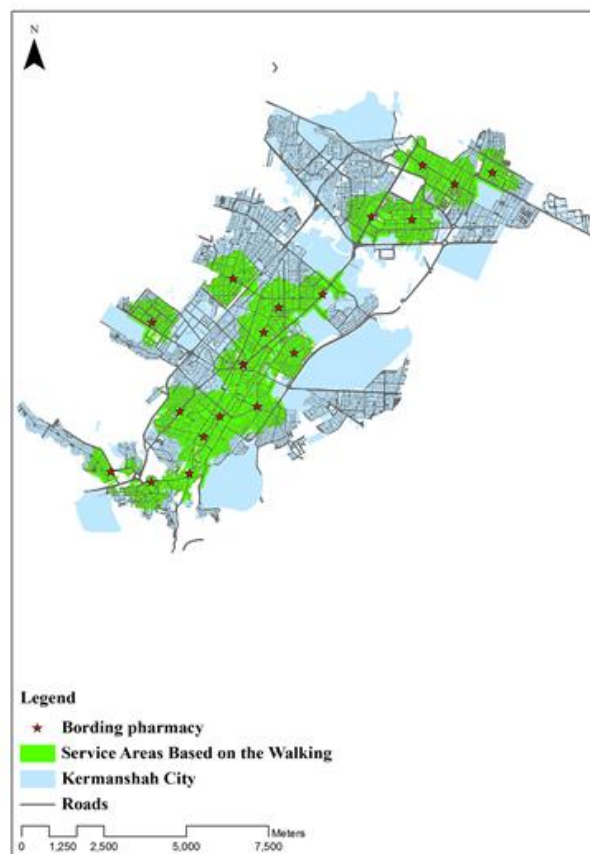 N
Legend
Bording pharmacy
Service Areas Based on the Walking
Kermanshah City
Roads
Meters
0 1,250 2,500 5,000 7,500